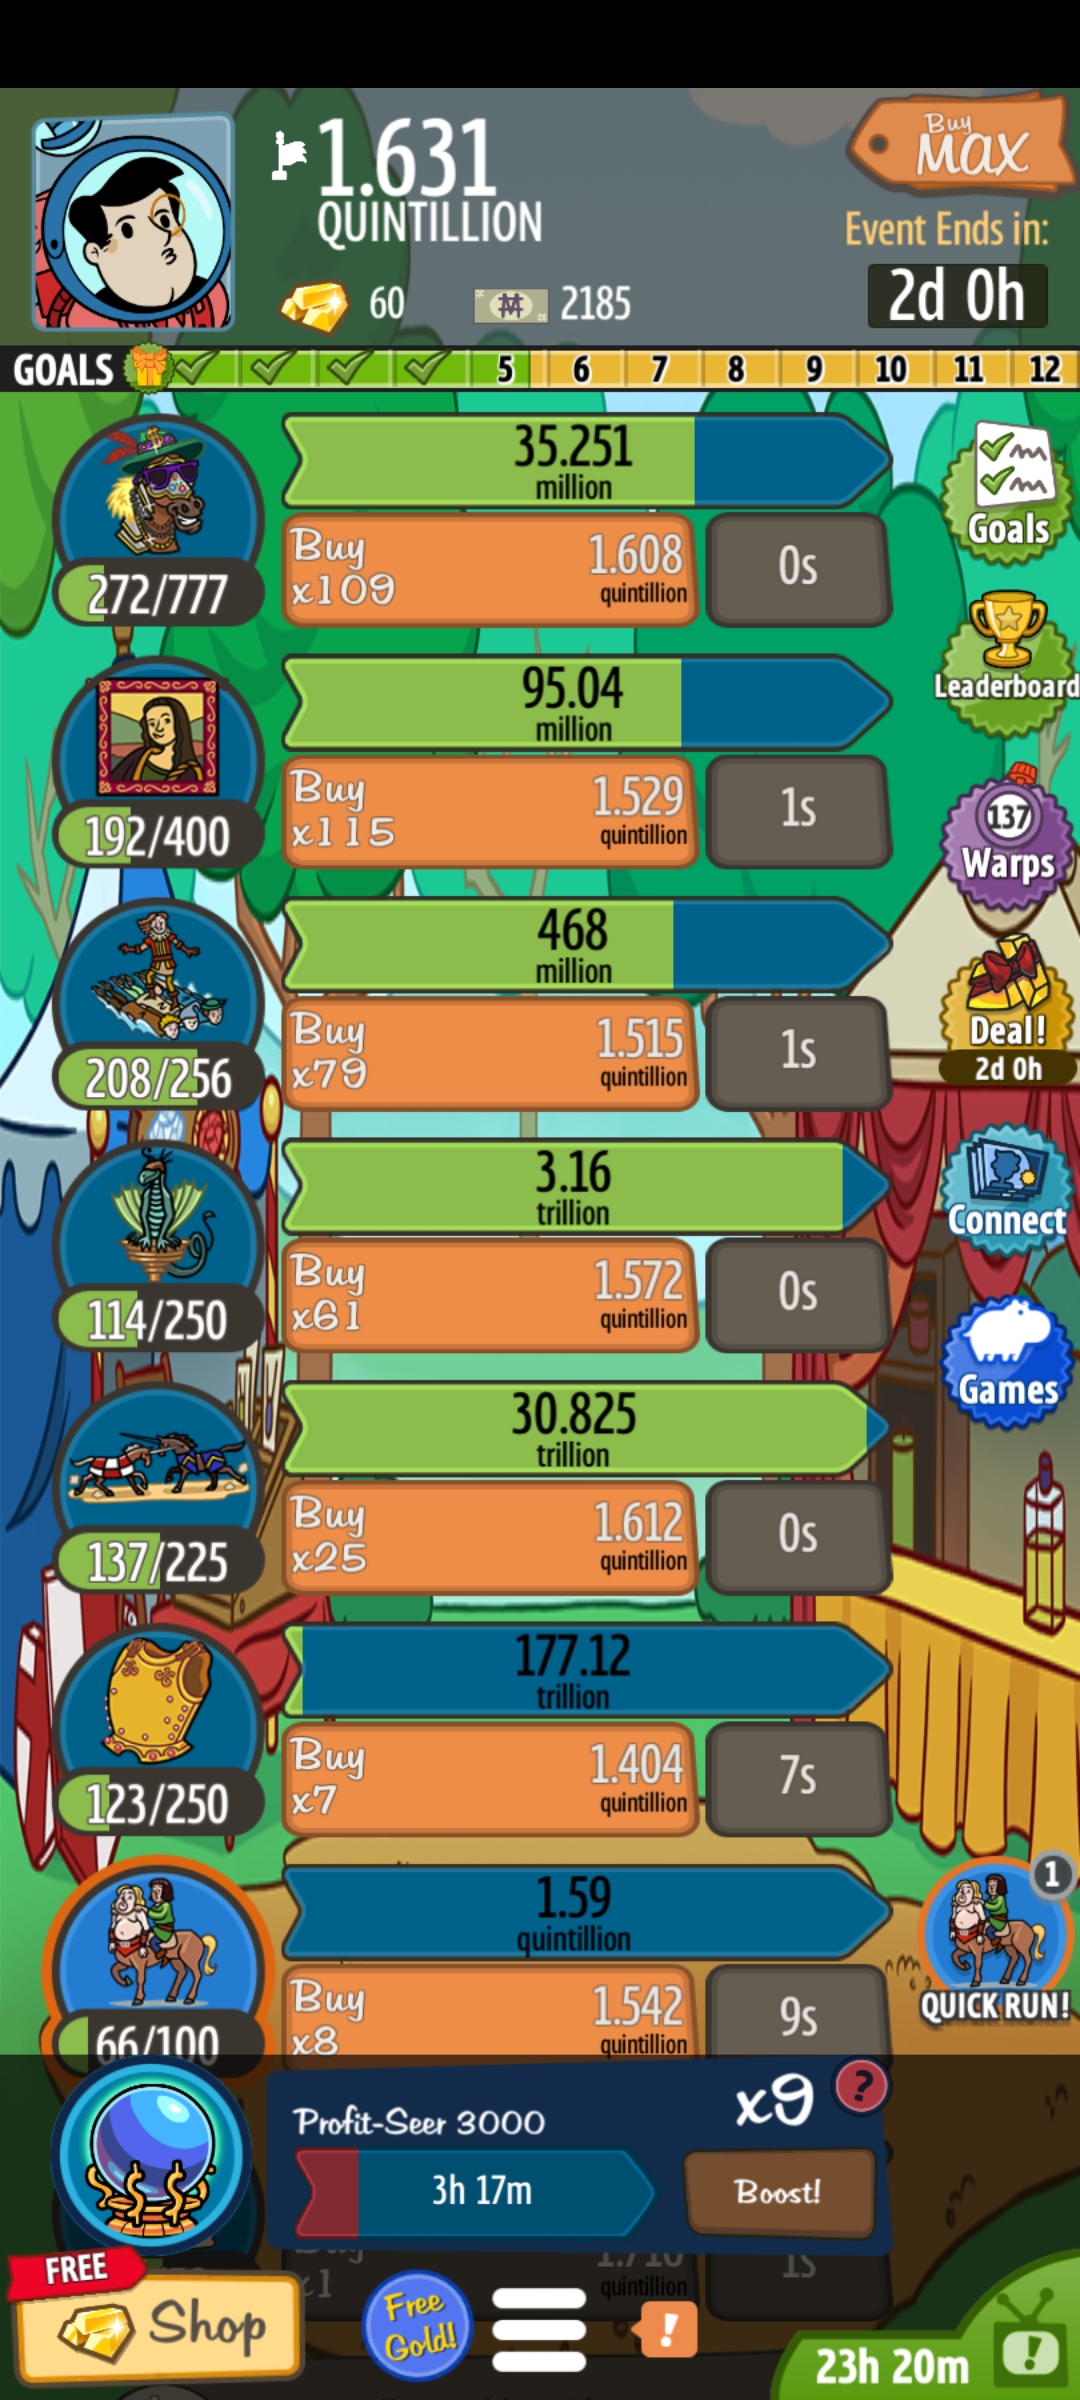 1.631
QUINTILLION
Buy
MAX
Event Ends in:
2d 0h
60
2185
GOALS 5 6 7 8 9 10 11 12
35.251
million
272/777
Buy
x109
1.608
quintillion
0s
Goals
95.04
million
192/400
Buy
x115
1.529
quintillion
1s
Leaderboard
137
Warps
468
million
208/256
Buy
x79
1.515
quintillion
1s
Deal!
2d 0h
3.16
trillion
114/250
Buy
x61
1.572
quintillion
0s
Connect
Games
30.825
trillion
137/225
Buy
x25
1.612
quintillion
0s
177.12
trillion
123/250
Buy
x7
1.404
quintillion
7s
1.59
quintillion
66/100
Buy
x8
1.542
quintillion
9s
1
QUICK RUN!
Profit-Seer 3000
x9
?
3h 17m
Boost!
Buy
x1
quintillion
1s
FREE
Shop
Free
Gold!
!
23h 20m
!